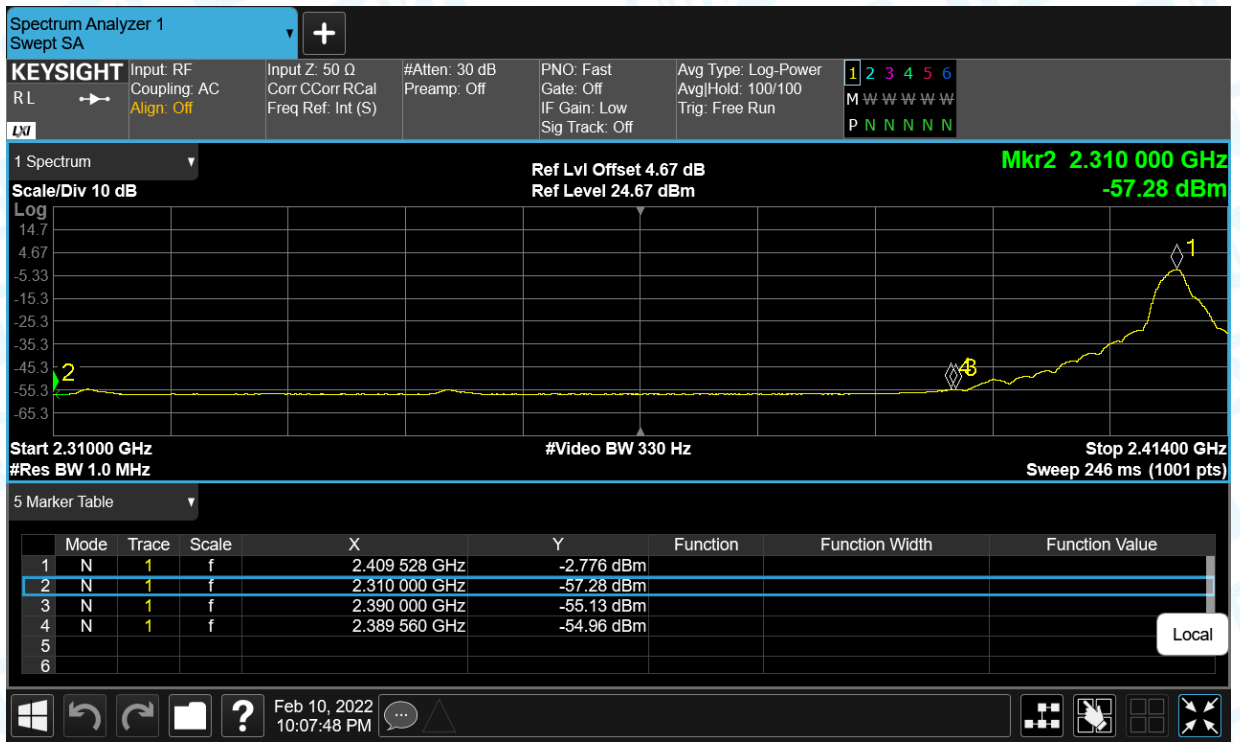 Spectrum Analyzer 1
Swept SA
+
KEYSIGHT
R L
LXI
Input: RF
Coupling: AC
Align: Off
Input Z: 50 Ω
Corr CCorr RCal
Freq Ref: Int (S)
#Atten: 30 dB
Preamp: Off
PNO: Fast
Gate: Off
IF Gain: Low
Sig Track: Off
Avg Type: Log-Power
Avg|Hold: 100/100
Trig: Free Run
1 2 3 4 5 6
M W W W W W
P N N N N N
1 Spectrum
Ref Lvl Offset 4.67 dB
Mkr2 2.310 000 GHz
Scale/Div 10 dB
Ref Level 24.67 dBm
-57.28 dBm
Log
14.7
4.67
-5.33
-15.3
-25.3
-35.3
-45.3
-55.3
-65.3
1
2
4
3
Start 2.31000 GHz
#Video BW 330 Hz
Stop 2.41400 GHz
#Res BW 1.0 MHz
Sweep 246 ms (1001 pts)
5 Marker Table
Mode Trace Scale X Y Function Function Width Function Value
1 N 1 f 2.409 528 GHz -2.776 dBm
2 N 1 f 2.310 000 GHz -57.28 dBm
3 N 1 f 2.390 000 GHz -55.13 dBm
4 N 1 f 2.389 560 GHz -54.96 dBm
5
6
Local
?
Feb 10, 2022
10:07:48 PM